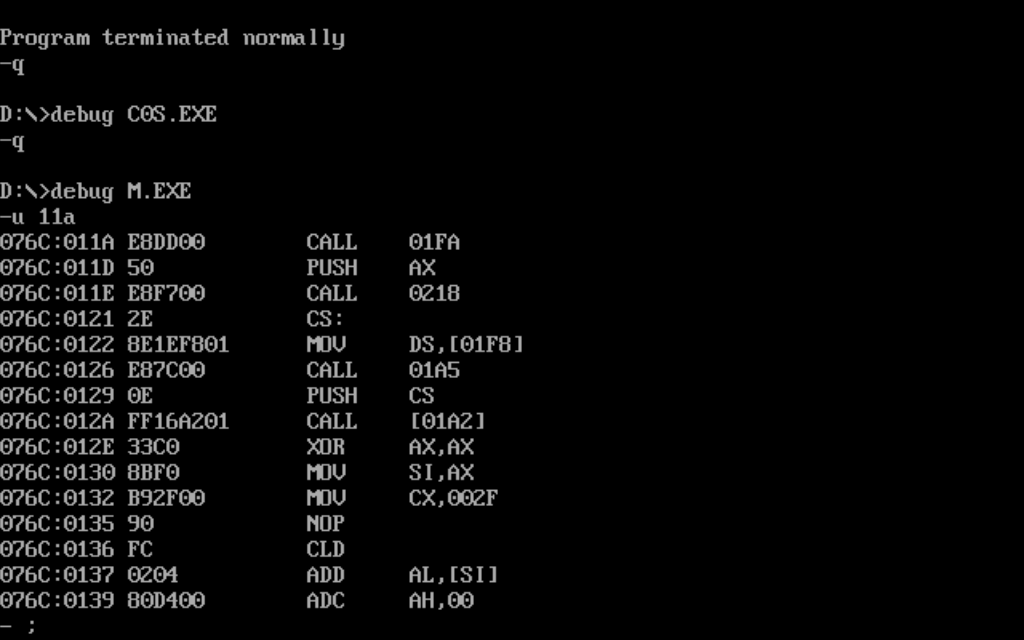 Program terminated normally
-q
D:\>debug C0S.EXE
-q
D:\>debug M.EXE
-u 11a
076C:011A E8DD00 CALL 01FA
076C:011D 50 PUSH AX
076C:011E E8F700 CALL 0218
076C:0121 2E CS:
076C:0122 8E1EF801 MOV DS,[01F8]
076C:0126 E87C00 CALL 01A5
076C:0129 0E PUSH CS
076C:012A FF16A201 CALL [01A2]
076C:012E 33C0 XOR AX,AX
076C:0130 8BF0 MOV SI,AX
076C:0132 B92F00 MOV CX,002F
076C:0135 90 NOP
076C:0136 FC CLD
076C:0137 0204 ADD AL,[SI]
076C:0139 80D400 ADC AH,00
- ;